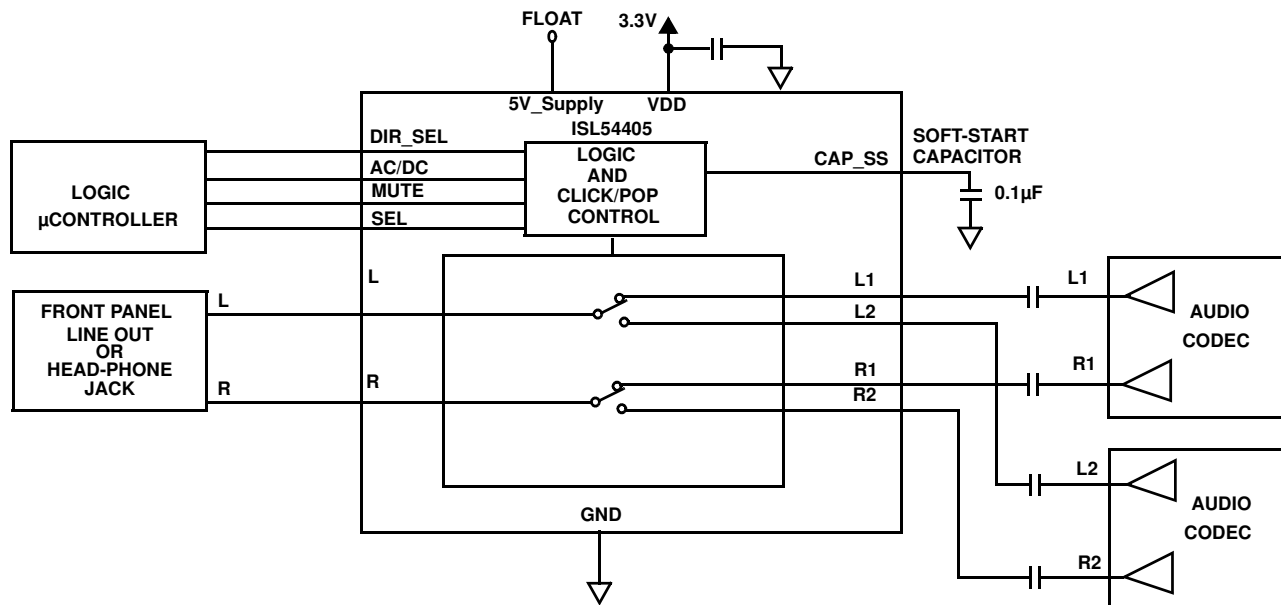 FLOAT
3.3V
5V_Supply
VDD
ISL54405
DIR_SEL
AC/DC
MUTE
SEL
LOGIC
µCONTROLLER
LOGIC
AND
CLICK/POP
CONTROL
CAP_SS
SOFT-START
CAPACITOR
0.1µF
FRONT PANEL
LINE OUT
OR
HEAD-PHONE
JACK
L
L
R
R
L1
L2
R1
R2
L1
R1
AUDIO
CODEC
L2
R2
AUDIO
CODEC
GND